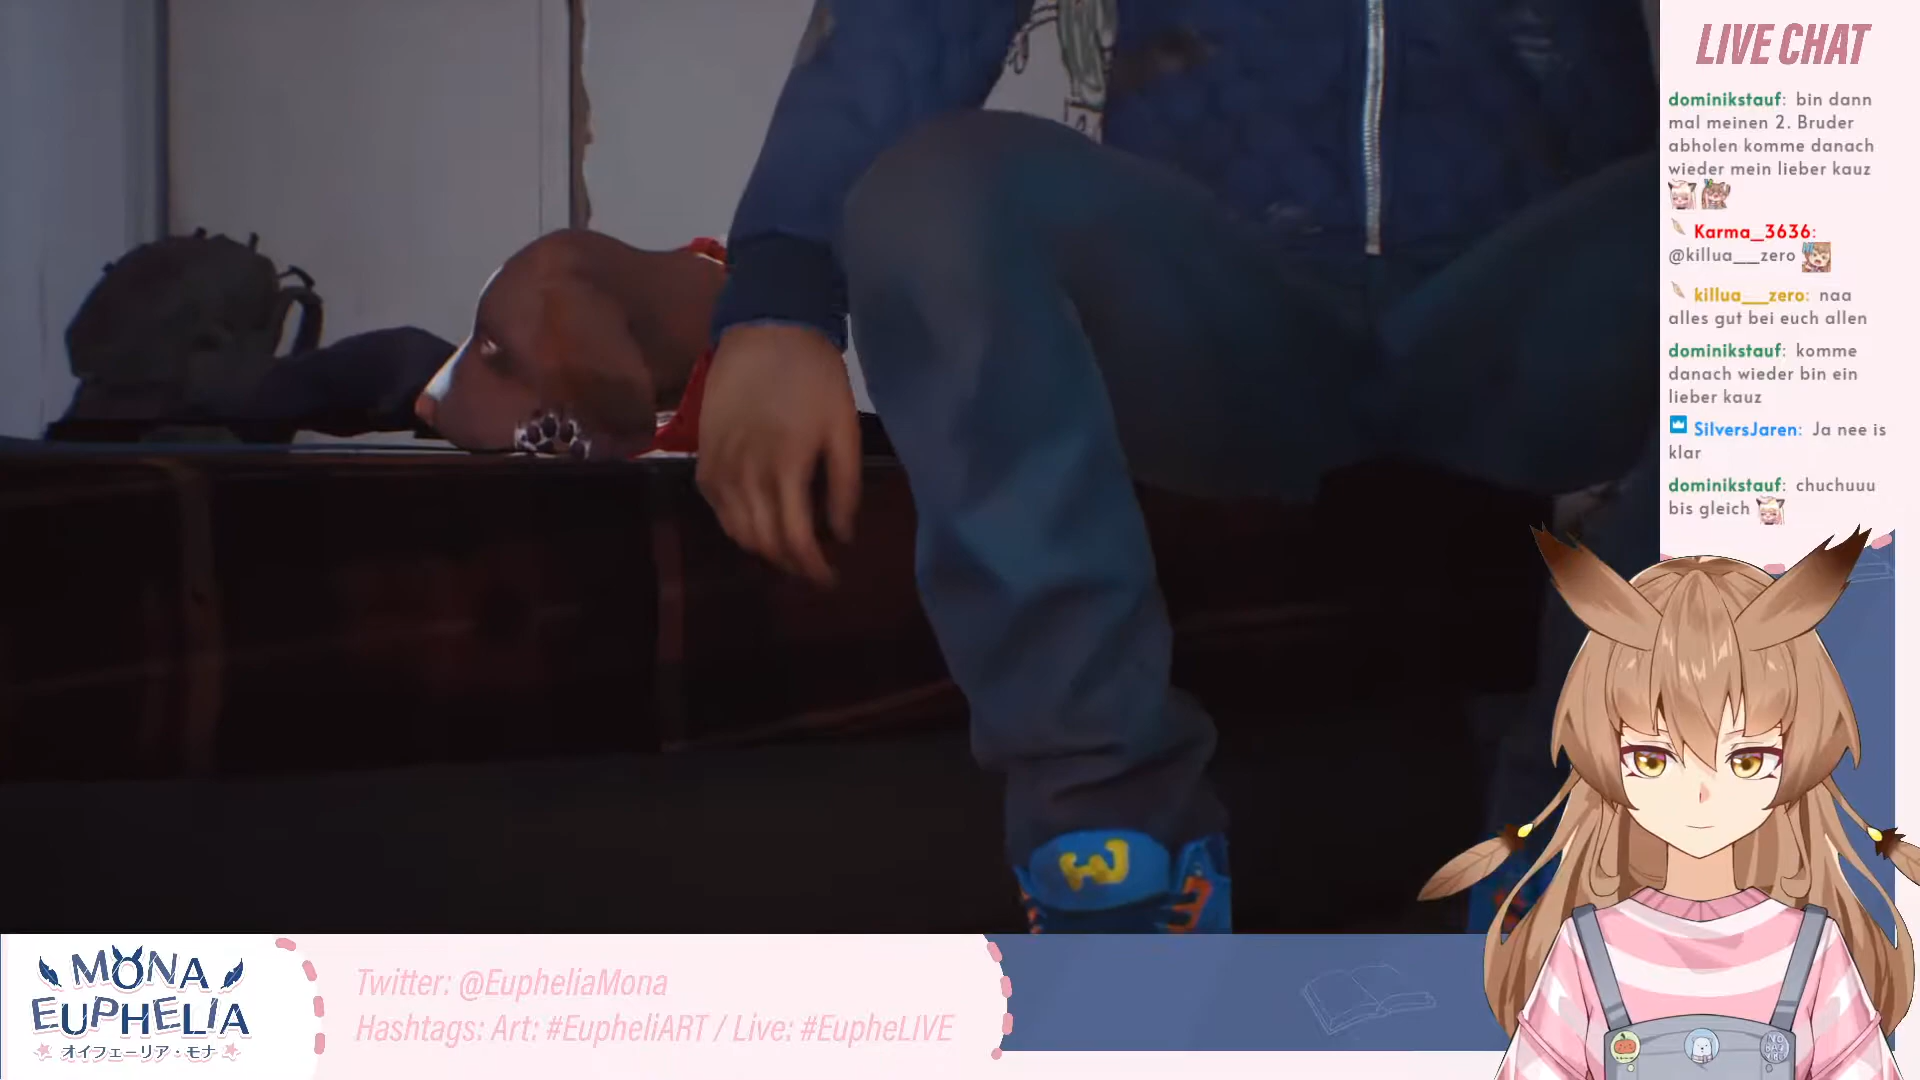 LIVE CHAT
dominikstauf: bin dann
mal meinen 2. Bruder
abholen komme danach
wieder mein lieber kauz
Karma_3636:
@killua__zero
killua__zero: naa
alles gut bei euch allen
dominikstauf: komme
danach wieder bin ein
lieber kauz
SilversJaren: Ja nee is
klar
dominikstauf: chuchuuu
bis gleich
MONA
EUPHELIA
オイフェーリア・モナ
Twitter: @EupheliaMona
Hashtags: Art: #EupheliART / Live: #EupheLIVE